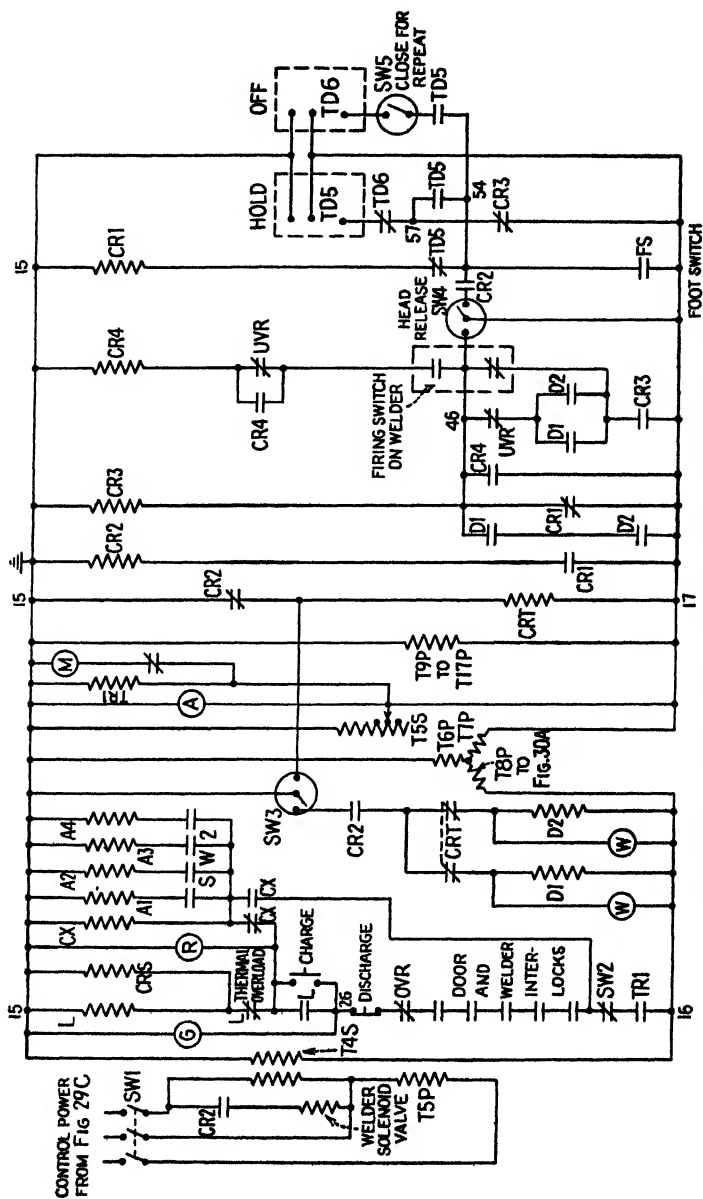 CONTROL POWER
FROM FIG 29C
SW1
CR2
WELDER
SOLENOID
VALVE
T5P
T4S
15
G
L
CRIS
R
CX
A1
A2
A3
A4
S W 2
L
THERMAL
OVERLOAD
CX
CX
CHARGE
L
26
DISCHARGE
OVR
DOOR
AND
WELDER
INTER-
LOCKS
SW2
TR1
16
SW3
CR2
CRT
D1
D2
W
W
T5S
T6P
T7P
T8P
TO
FIG.30A
A
TR1
M
T9P
TO
T17P
15
CR2
CRT
17
CR2
CR1
CR3
D1
D2
CR1
CR4
46
UVR
D1
D2
CR3
FIRING SWITCH
ON WELDER
CR4
UVR
CR4
HEAD
RELEASE
SW4
CR2
15
CR1
TD5
FS
FOOT SWITCH
HOLD
TD5
TD6
57
TD5
54
CR3
OFF
TD6
SW5
CLOSE FOR
REPEAT
TD5